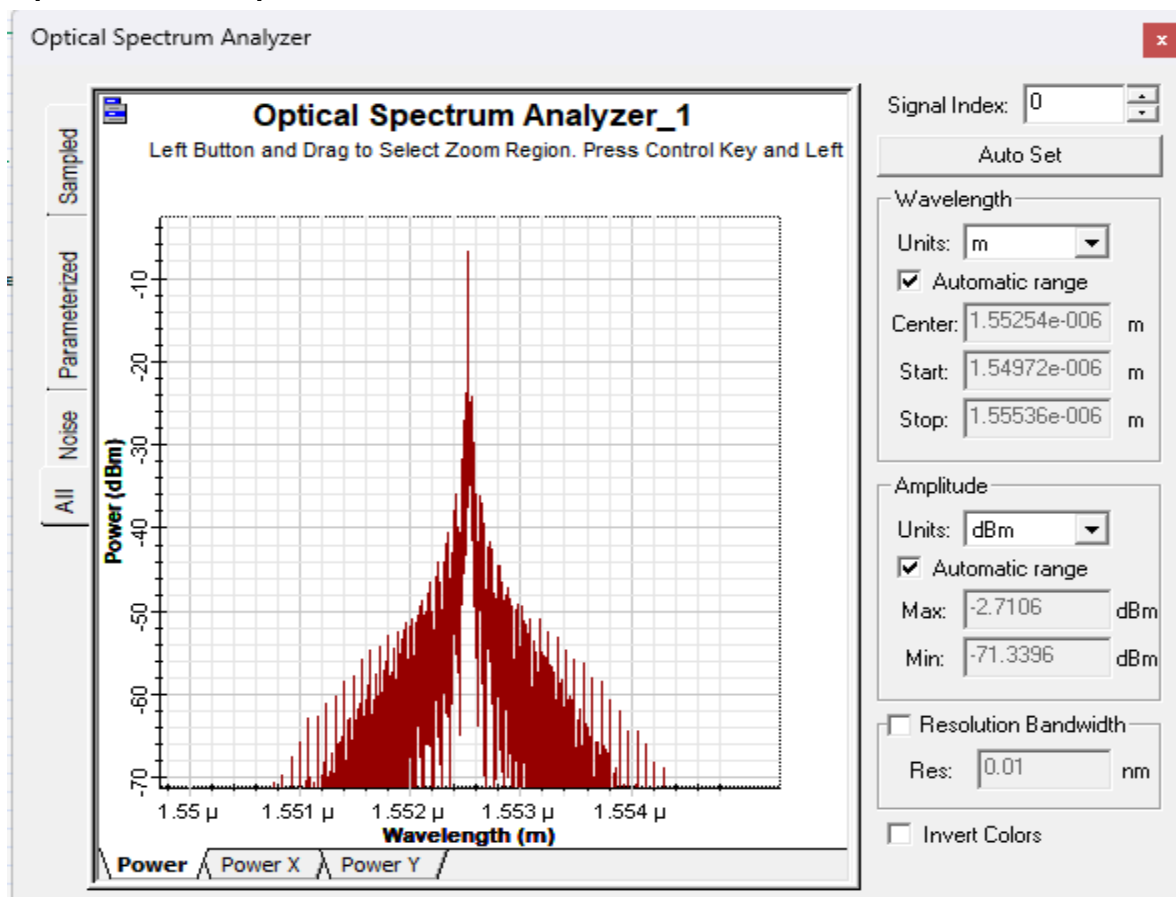 Optical Spectrum Analyzer
x
Optical Spectrum Analyzer_1
Left Button and Drag to Select Zoom Region. Press Control Key and Left
Sampled
Parameterized
Noise
All
Power (dBm)
-10
-20
-30
-40
-50
-60
-70
1.55 µ 1.551 µ 1.552 µ 1.553 µ 1.554 µ
Wavelength (m)
Power Power X Power Y
Signal Index: 0
Auto Set
Wavelength
Units: m
Automatic range
Center: 1.55254e-006 m
Start: 1.54972e-006 m
Stop: 1.55536e-006 m
Amplitude
Units: dBm
Automatic range
Max: -2.7106 dBm
Min: -71.3396 dBm
Resolution Bandwidth
Res: 0.01 nm
Invert Colors